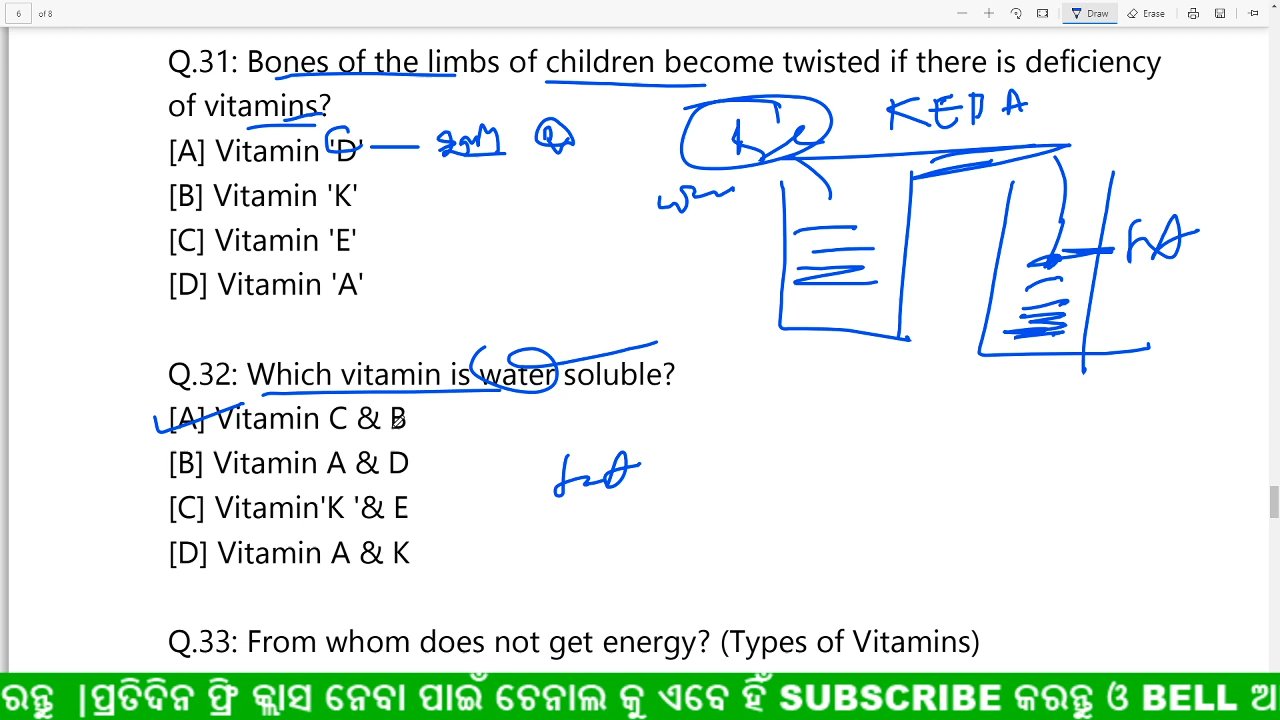 6 of 8
Draw
Erase
Q.31: Bones of the limbs of children become twisted if there is deficiency
of vitamins?
KEDA
[A] Vitamin 'D'
[B] Vitamin 'K'
[C] Vitamin 'E'
[D] Vitamin 'A'
Q.32: Which vitamin is water soluble?
[A] Vitamin C & B
[B] Vitamin A & D
[C] Vitamin'K '& E
[D] Vitamin A & K
Q.33: From whom does not get energy? (Types of Vitamins)
ରନ୍ତୁ |ପ୍ରତିଦିନ ଫ୍ରି କ୍ଲାସ ନେବା ପାଇଁ ଚେନାଲ କୁ ଏବେ ହିଁ SUBSCRIBE କରନ୍ତୁ ଓ BELL ଆ